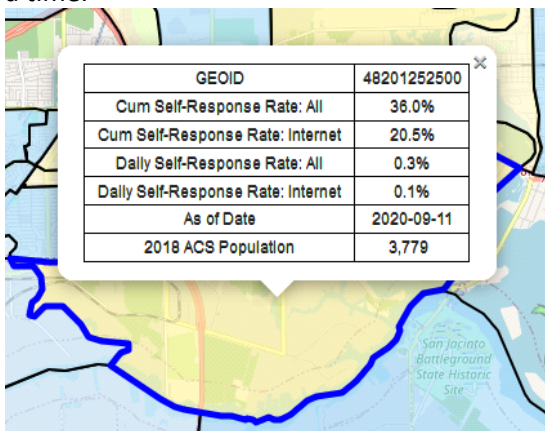 GEOID 48201252500
Cum Self-Response Rate: All 36.0%
Cum Self-Response Rate: Internet 20.5%
Daily Self-Response Rate: All 0.3%
Daily Self-Response Rate: Internet 0.1%
As of Date 2020-09-11
2018 ACS Population 3,779
San Jacinto
Battleground
State Historic
Site